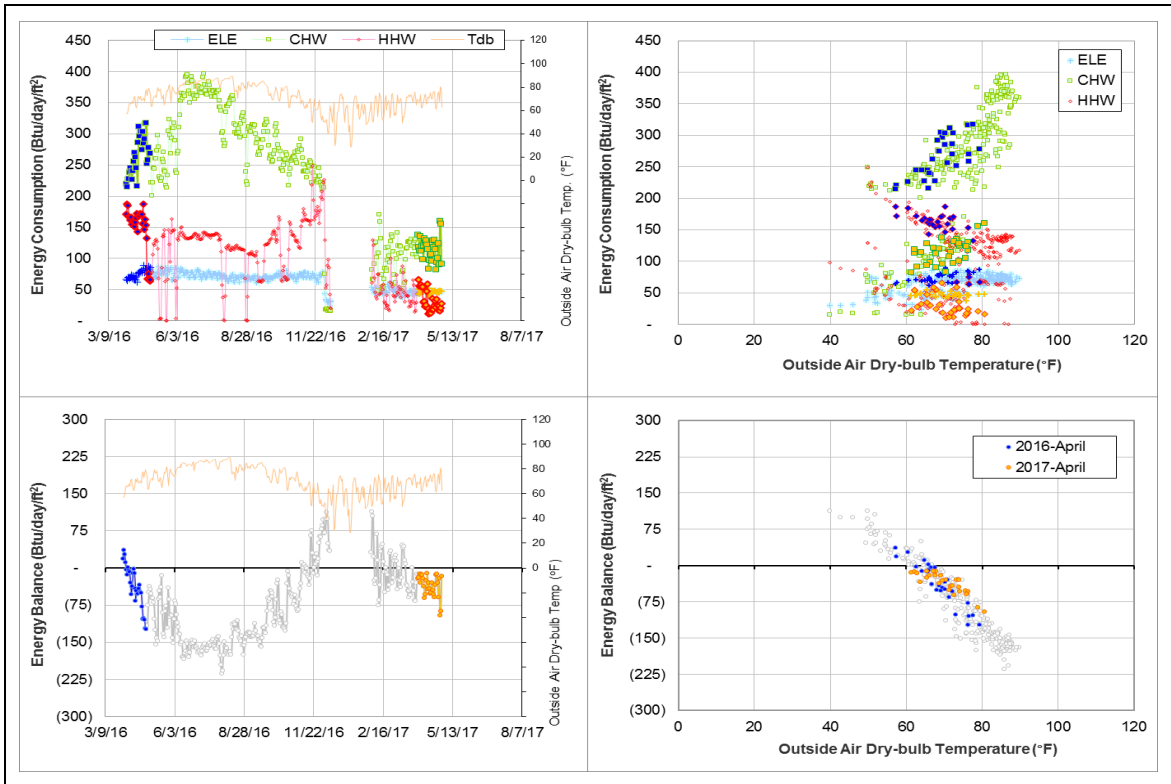 ELE CHW HHW Tdb
450
400
350
300
250
200
150
100
50
-
Energy Consumption (Btu/day/ft²)
120
100
80
60
40
20
0
Outside Air Dry-bulb Temp. (°F)
3/9/16 6/3/16 8/28/16 11/22/16 2/16/17 5/13/17 8/7/17
ELE
CHW
HHW
450
400
350
300
250
200
150
100
50
-
Energy Consumption (Btu/day/ft²)
0 20 40 60 80 100 120
Outside Air Dry-bulb Temperature (°F)
300
225
150
75
-
(75)
(150)
(225)
(300)
Energy Balance (Btu/day/ft²)
120
100
80
60
40
20
0
Outside Air Dry-bulb Temp (°F)
3/9/16 6/3/16 8/28/16 11/22/16 2/16/17 5/13/17 8/7/17
2016-April
2017-April
300
225
150
75
-
(75)
(150)
(225)
(300)
Energy Balance (Btu/day/ft²)
0 20 40 60 80 100 120
Outside Air Dry-bulb Temperature (°F)